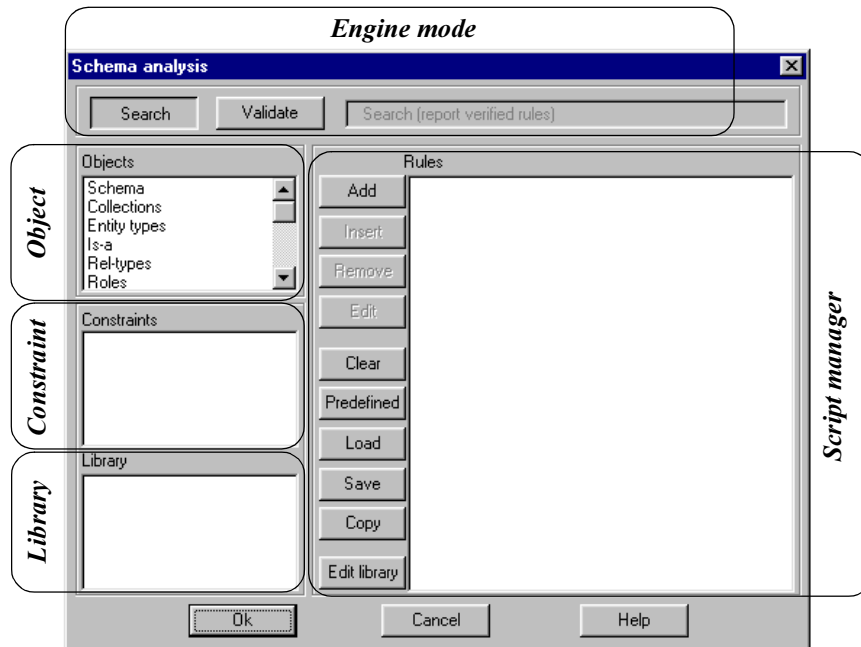 Engine mode
Schema analysis
Search
Validate
Search (report verified rules)
Object
Objects
Schema
Collections
Entity types
Is-a
Rel-types
Roles
Constraint
Constraints
Library
Library
Rules
Add
Insert
Remove
Edit
Clear
Predefined
Load
Save
Copy
Edit library
Script manager
Ok
Cancel
Help